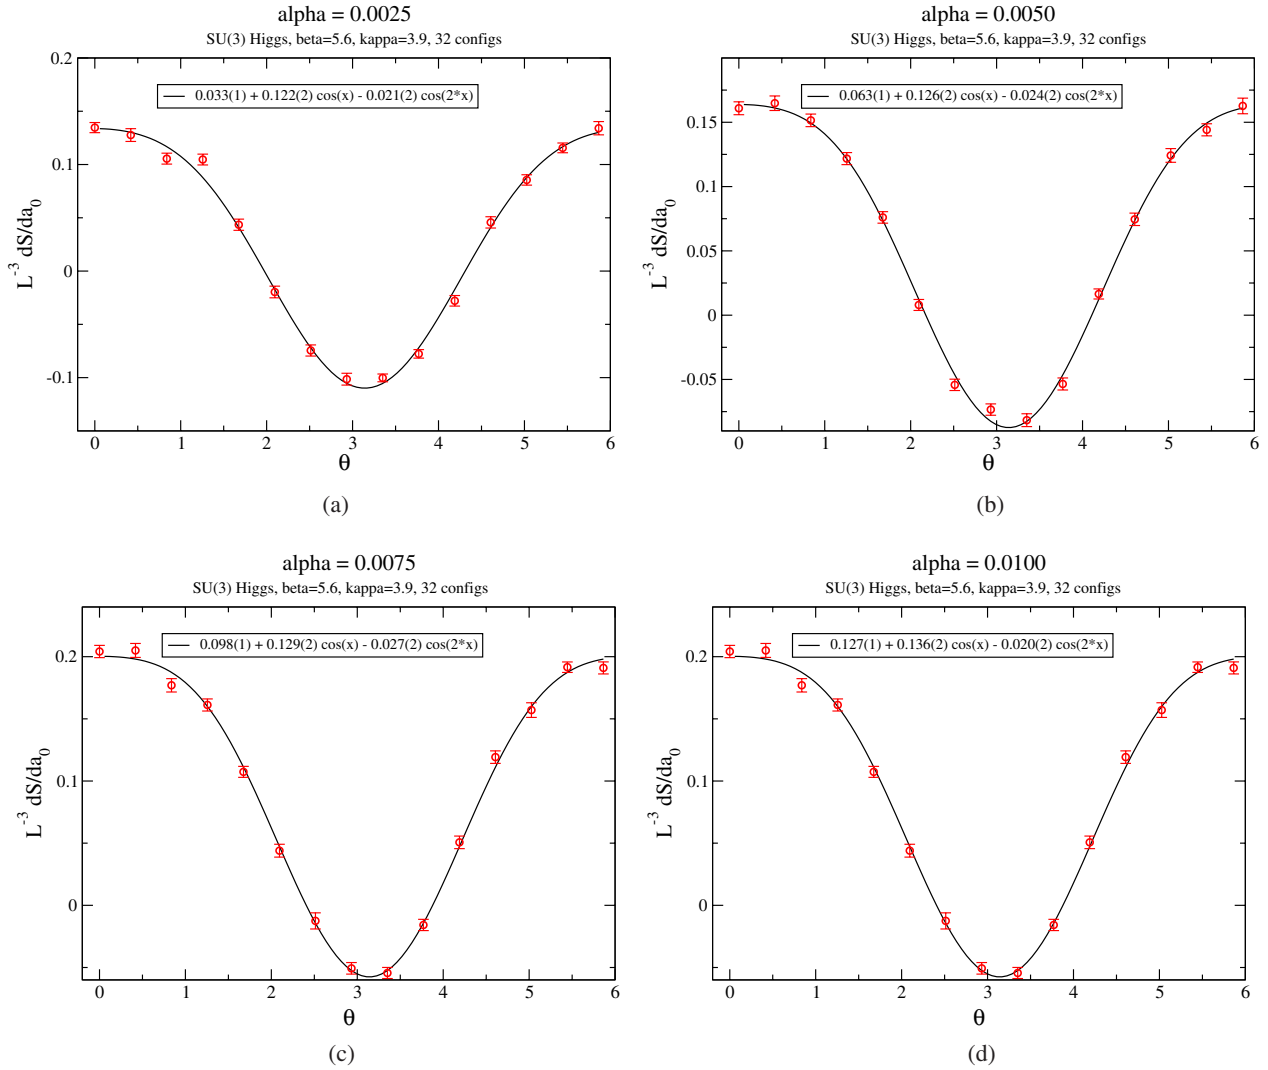 alpha = 0.0025
SU(3) Higgs, beta=5.6, kappa=3.9, 32 configs
0.033(1) + 0.122(2) cos(x) - 0.021(2) cos(2*x)
0.2
0.1
0
-0.1
L⁻³ dS/da₀
0 1 2 3 4 5 6
θ
(a)
alpha = 0.0050
SU(3) Higgs, beta=5.6, kappa=3.9, 32 configs
0.063(1) + 0.126(2) cos(x) - 0.024(2) cos(2*x)
0.15
0.1
0.05
0
-0.05
L⁻³ dS/da₀
0 1 2 3 4 5 6
θ
(b)
alpha = 0.0075
SU(3) Higgs, beta=5.6, kappa=3.9, 32 configs
0.098(1) + 0.129(2) cos(x) - 0.027(2) cos(2*x)
0.2
0.1
0
L⁻³ dS/da₀
0 1 2 3 4 5 6
θ
(c)
alpha = 0.0100
SU(3) Higgs, beta=5.6, kappa=3.9, 32 configs
0.127(1) + 0.136(2) cos(x) - 0.020(2) cos(2*x)
0.2
0.1
0
L⁻³ dS/da₀
0 1 2 3 4 5 6
θ
(d)